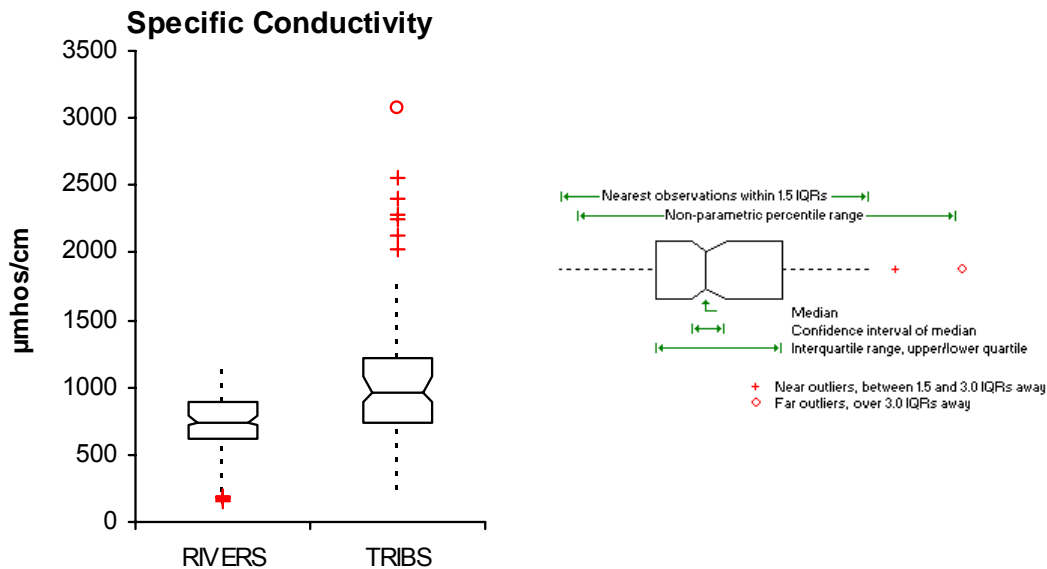 Specific Conductivity
3500
3000
2500
2000
1500
1000
500
0
µmhos/cm
RIVERS
TRIBS
Nearest observations within 1.5 IQRs
Non-parametric percentile range
Median
Confidence interval of median
Interquartile range, upper/lower quartile
Near outliers, between 1.5 and 3.0 IQRs away
Far outliers, over 3.0 IQRs away